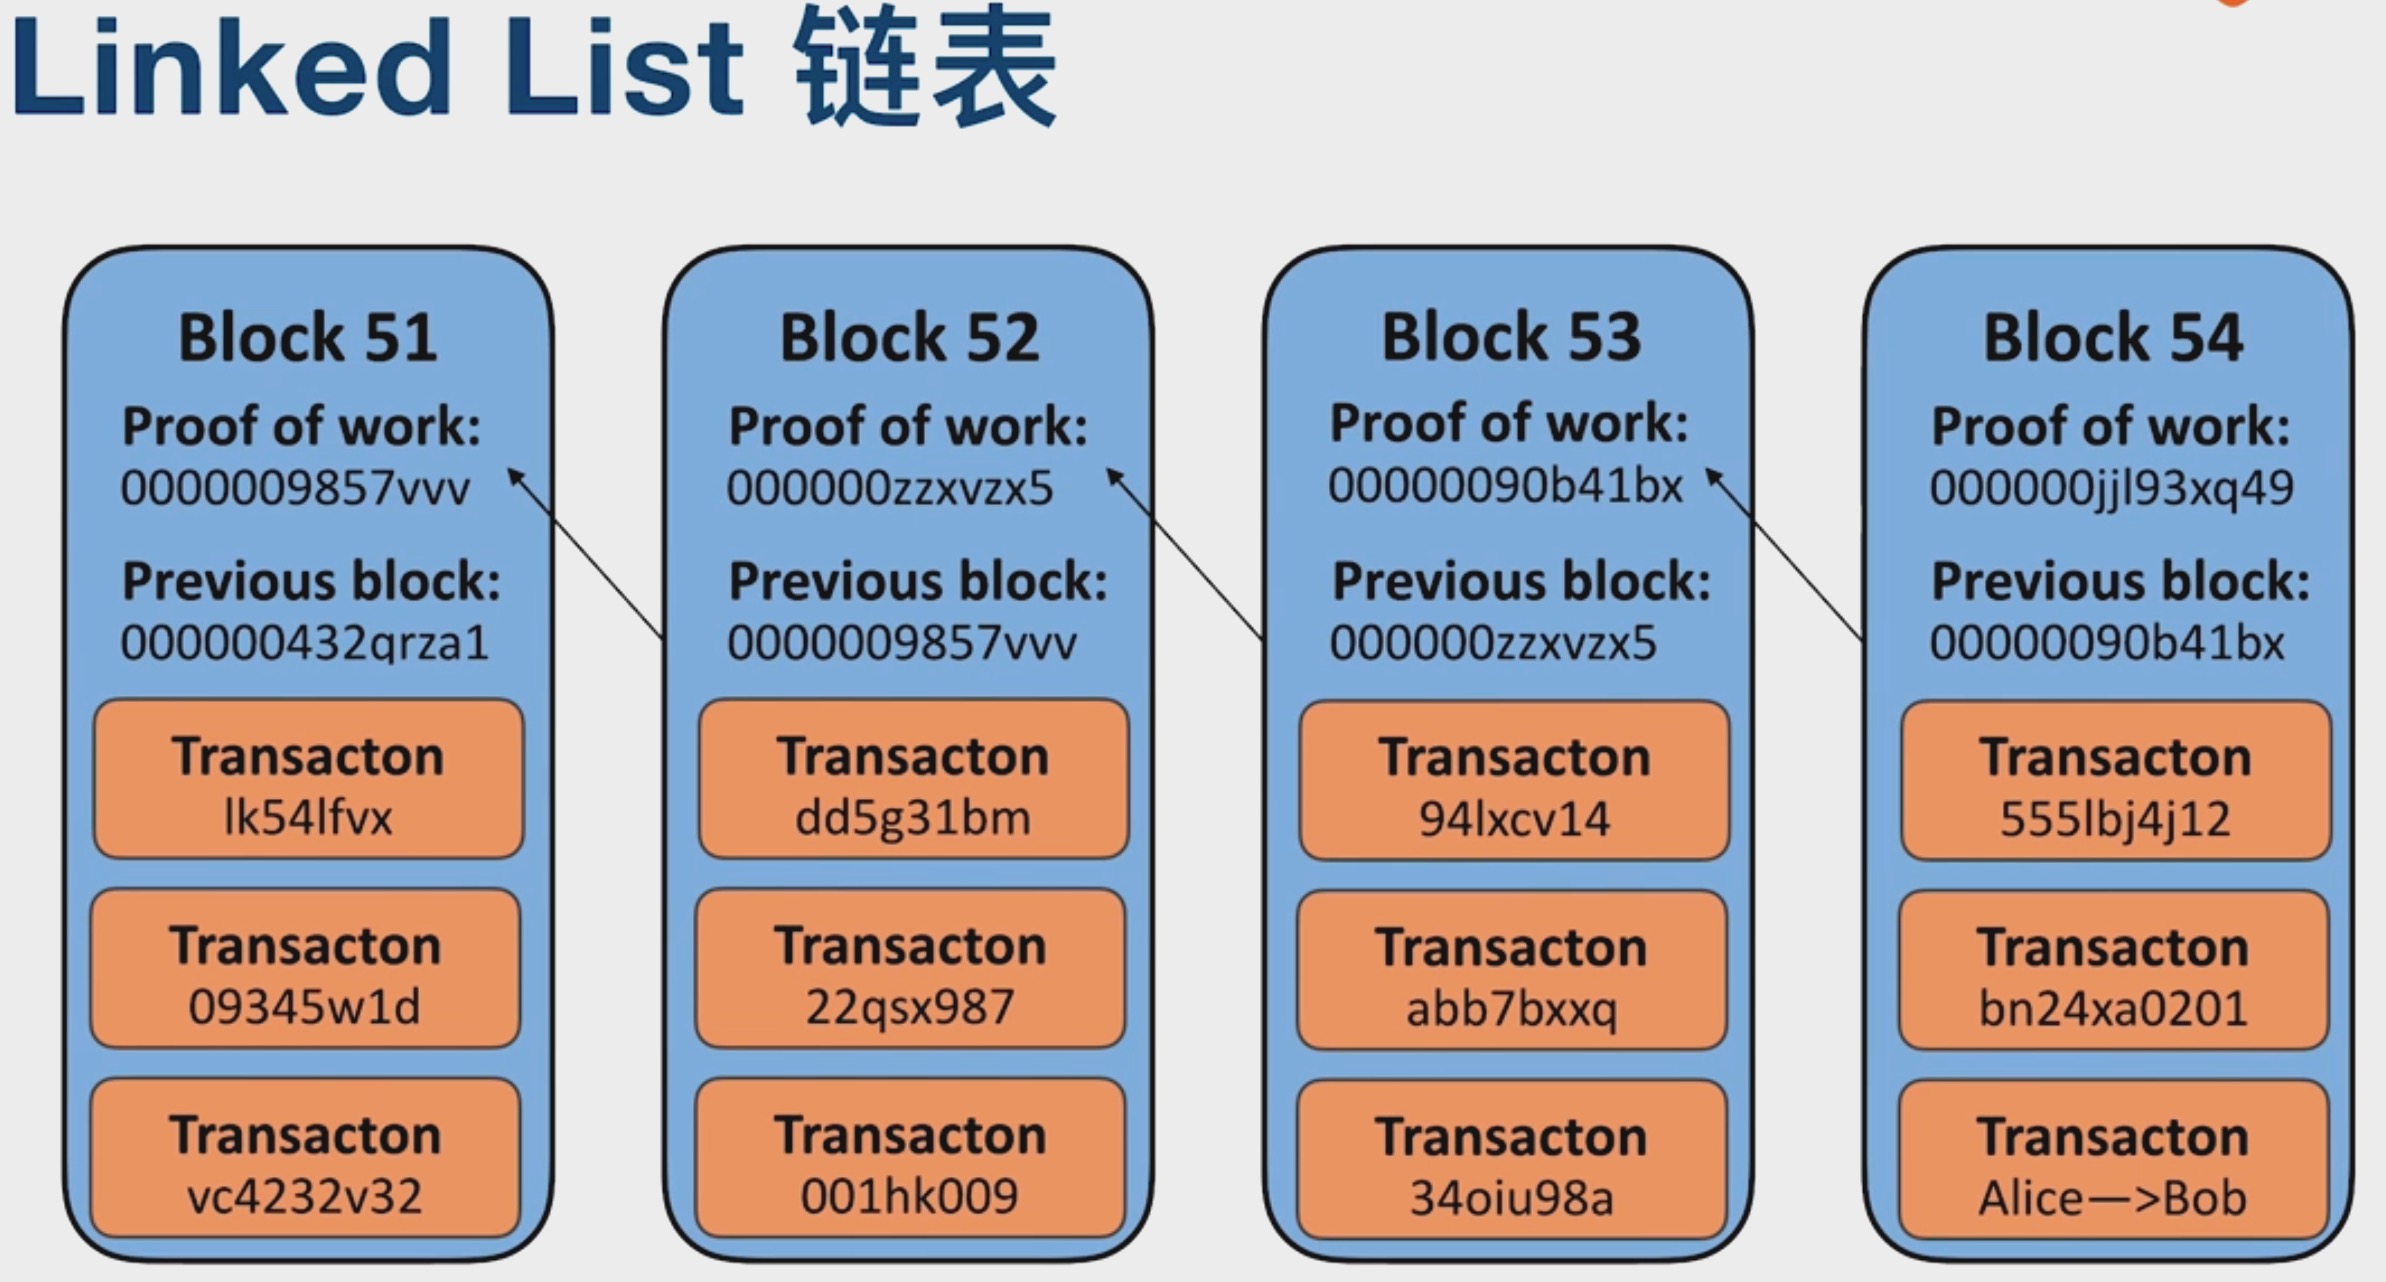 Linked List 链表
Block 51
Proof of work:
0000009857vvv
Previous block:
000000432qrza1
Transacton
lk54lfvx
Transacton
09345w1d
Transacton
vc4232v32
Block 52
Proof of work:
000000zzxvzx5
Previous block:
0000009857vvv
Transacton
dd5g31bm
Transacton
22qsx987
Transacton
001hk009
Block 53
Proof of work:
00000090b41bx
Previous block:
000000zzxvzx5
Transacton
94lxcv14
Transacton
abb7bxxq
Transacton
34oiu98a
Block 54
Proof of work:
000000jjl93xq49
Previous block:
00000090b41bx
Transacton
555lbj4j12
Transacton
bn24xa0201
Transacton
Alice—>Bob